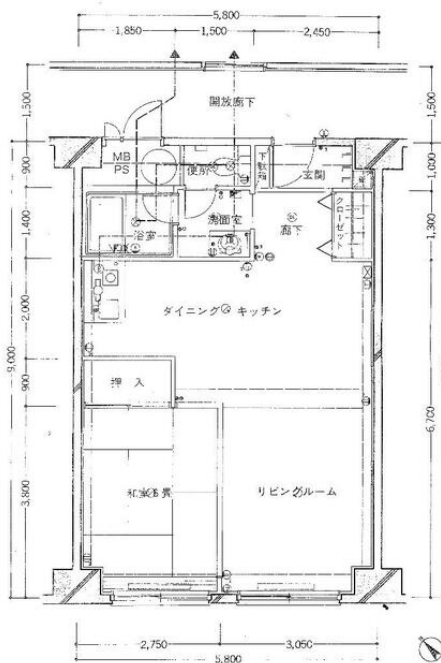 5,800
1,850
1,500
2,450
開放廊下
1,500
1,500
MB
PS
便所
下駄箱
玄関
900
1,000
洗面室
浴室
廊下
クローゼット
1,400
1,300
ダイニング キッチン
2,000
9,000
押 入
900
6,700
和室6畳
リビングルーム
3,800
2,750
3,050
5,800